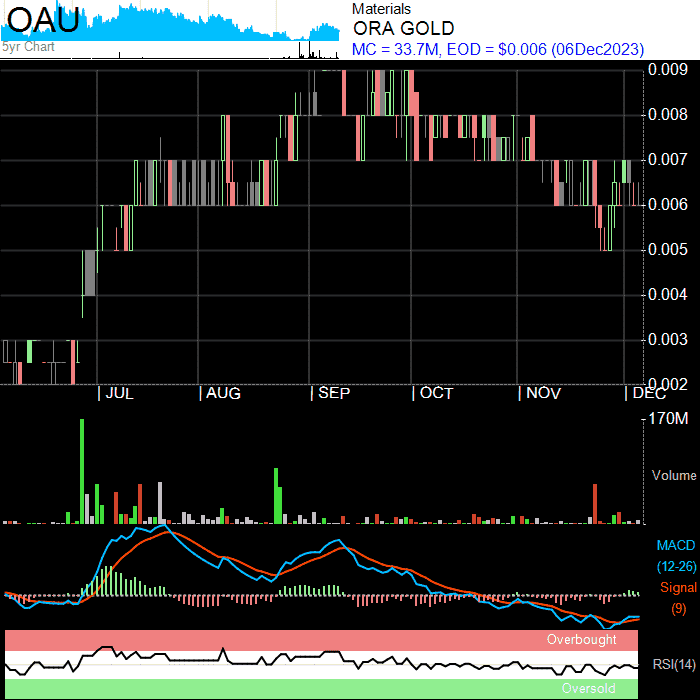 OAU
5yr Chart
Materials
ORA GOLD
MC = 33.7M, EOD = $0.006 (06Dec2023)
0.009
0.008
0.007
0.006
0.005
0.004
0.003
0.002
| JUL | AUG | SEP | OCT | NOV | DEC
170M
Volume
MACD
(12-26)
Signal
(9)
Overbought
RSI(14)
Oversold